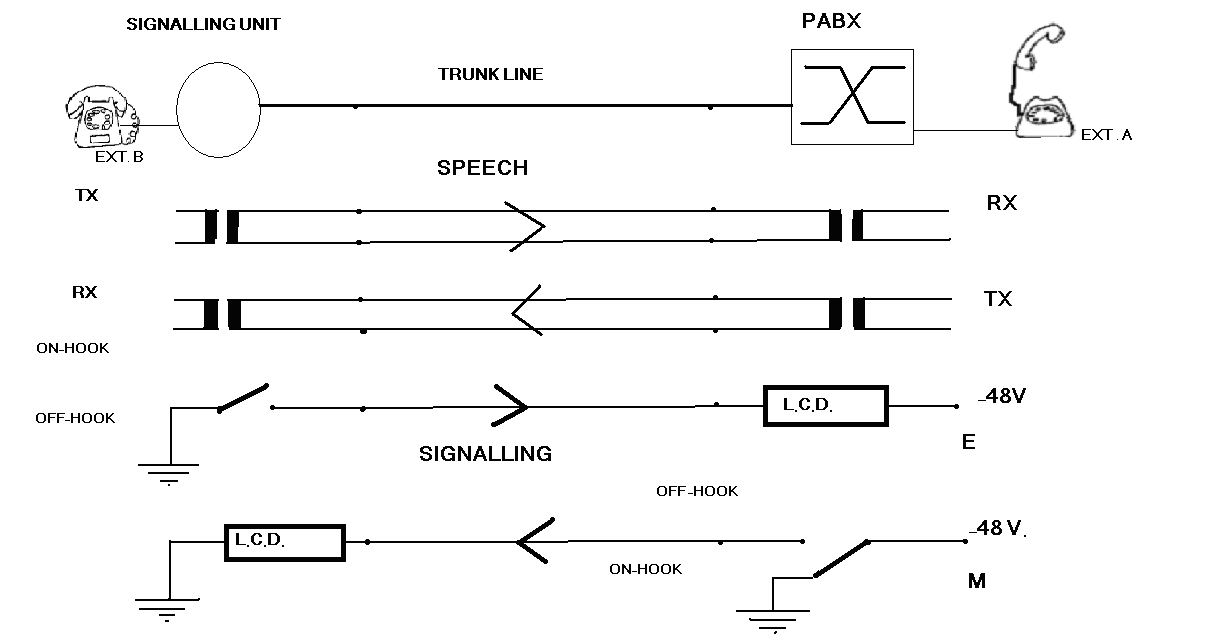 SIGNALLING UNIT
PABX
TRUNK LINE
EXT. B
EXT. A
SPEECH
TX
RX
RX
TX
ON-HOOK
OFF-HOOK
L.C.D.
-48V
E
SIGNALLING
OFF-HOOK
L.C.D.
-48 V.
ON-HOOK
M